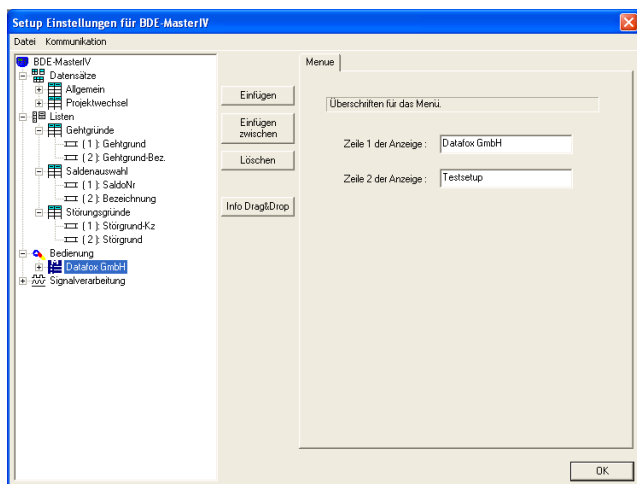 Setup Einstellungen für BDE-MasterIV
Datei Kommunikation
BDE-MasterIV
Datensätze
Allgemein
Projektwechsel
Listen
Gehtgründe
( 1 ): Gehtgrund
( 2 ): Gehtgrund-Bez.
Saldenauswahl
( 1 ): SaldoNr
( 2 ): Bezeichnung
Störungsgründe
( 1 ): Störgrund-Kz
( 2 ): Störgrund
Bedienung
Datafox GmbH
Signalverarbeitung
Einfügen
Einfügen
zwischen
Löschen
Info Drag&Drop
Menue
Überschriften für das Menü.
Zeile 1 der Anzeige : Datafox GmbH
Zeile 2 der Anzeige : Testsetup
OK